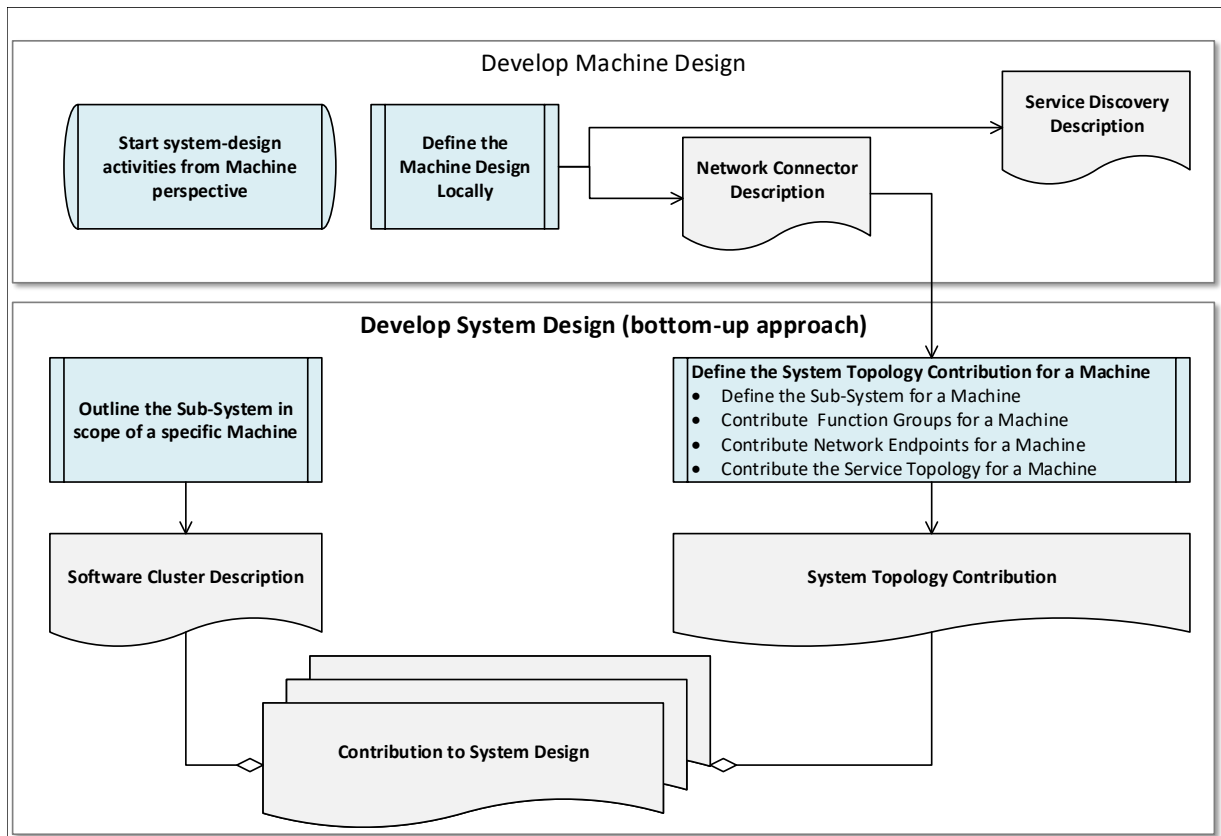 Develop Machine Design
Start system-design
activities from Machine
perspective
Define the
Machine Design
Locally
Network Connector
Description
Service Discovery
Description
Develop System Design (bottom-up approach)
Outline the Sub-System in
scope of a specific Machine
Define the System Topology Contribution for a Machine
• Define the Sub-System for a Machine
• Contribute Function Groups for a Machine
• Contribute Network Endpoints for a Machine
• Contribute the Service Topology for a Machine
Software Cluster Description
System Topology Contribution
Contribution to System Design